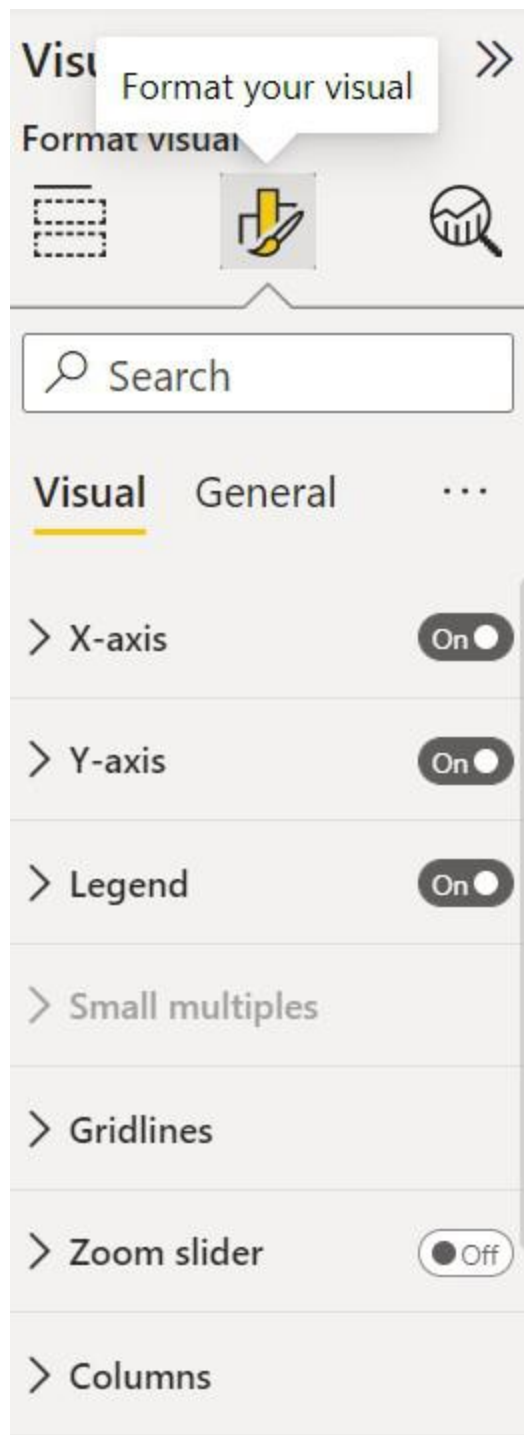 Format your visual
Format visual
Search
Visual General ...
X-axis On
Y-axis On
Legend On
Small multiples
Gridlines
Zoom slider Off
Columns